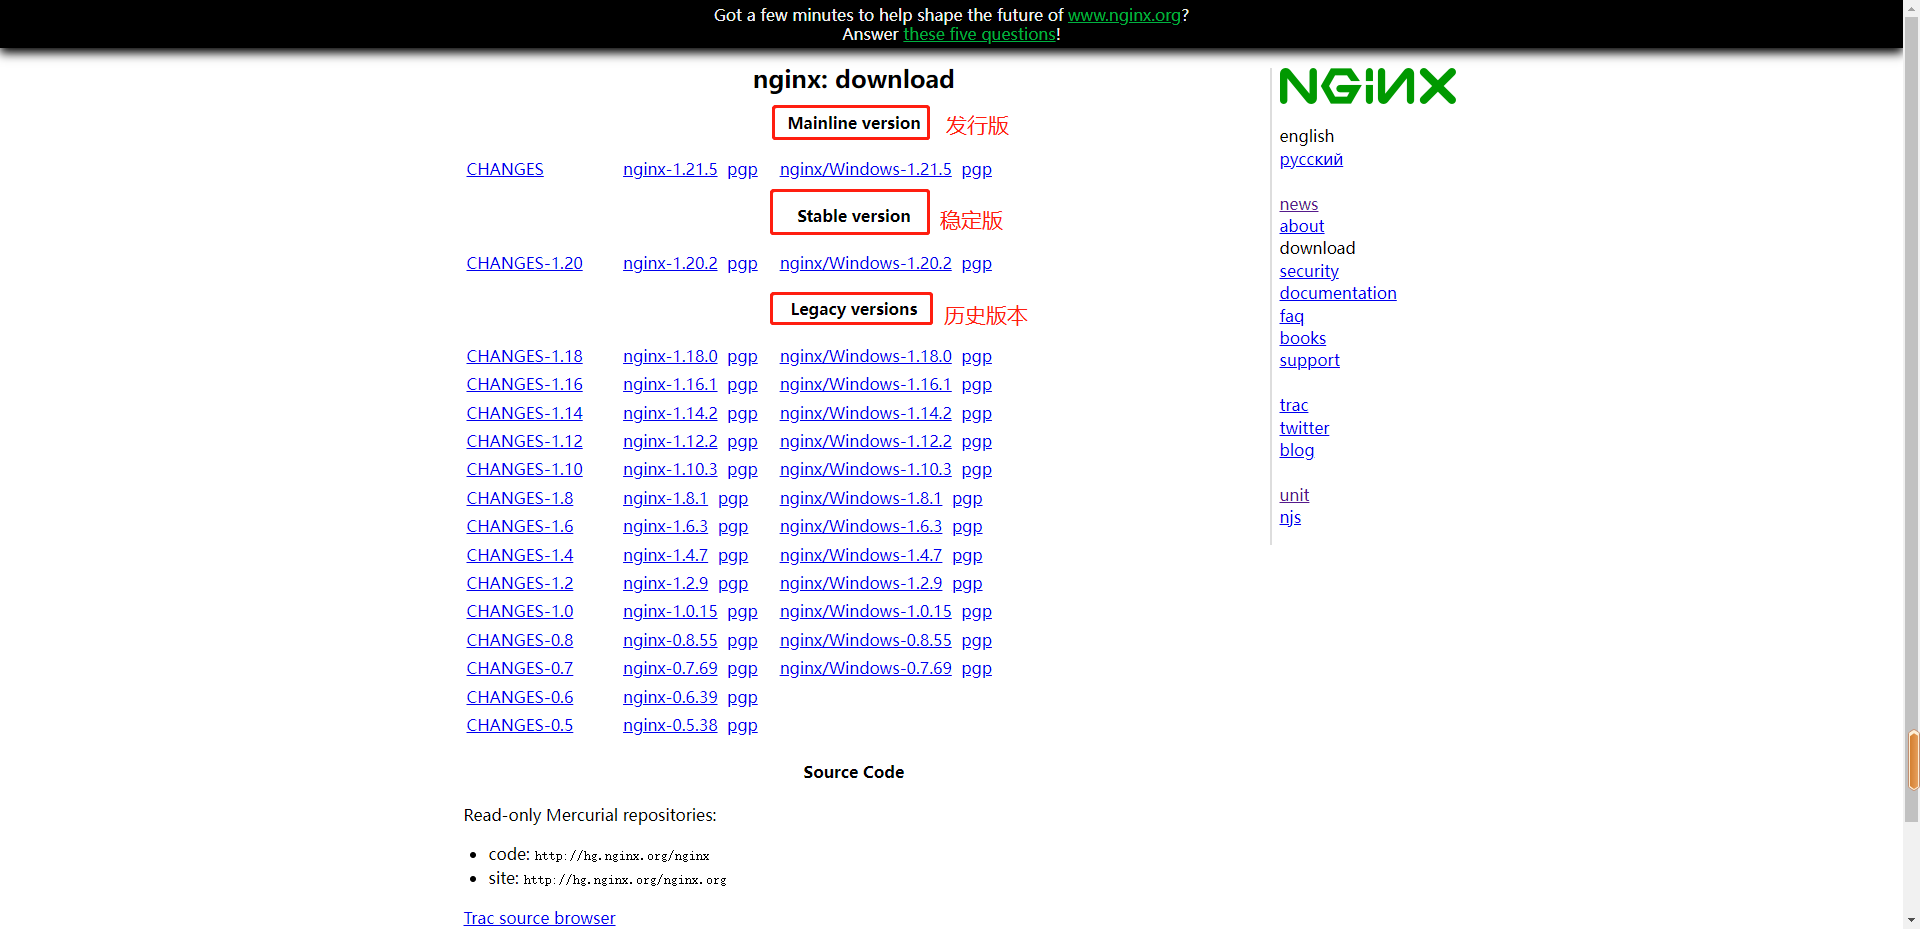 Got a few minutes to help shape the future of www.nginx.org?
Answer these five questions!
nginx: download
Mainline version 发行版
CHANGES nginx-1.21.5 pgp nginx/Windows-1.21.5 pgp
Stable version 稳定版
CHANGES-1.20 nginx-1.20.2 pgp nginx/Windows-1.20.2 pgp
Legacy versions 历史版本
CHANGES-1.18 nginx-1.18.0 pgp nginx/Windows-1.18.0 pgp
CHANGES-1.16 nginx-1.16.1 pgp nginx/Windows-1.16.1 pgp
CHANGES-1.14 nginx-1.14.2 pgp nginx/Windows-1.14.2 pgp
CHANGES-1.12 nginx-1.12.2 pgp nginx/Windows-1.12.2 pgp
CHANGES-1.10 nginx-1.10.3 pgp nginx/Windows-1.10.3 pgp
CHANGES-1.8 nginx-1.8.1 pgp nginx/Windows-1.8.1 pgp
CHANGES-1.6 nginx-1.6.3 pgp nginx/Windows-1.6.3 pgp
CHANGES-1.4 nginx-1.4.7 pgp nginx/Windows-1.4.7 pgp
CHANGES-1.2 nginx-1.2.9 pgp nginx/Windows-1.2.9 pgp
CHANGES-1.0 nginx-1.0.15 pgp nginx/Windows-1.0.15 pgp
CHANGES-0.8 nginx-0.8.55 pgp nginx/Windows-0.8.55 pgp
CHANGES-0.7 nginx-0.7.69 pgp nginx/Windows-0.7.69 pgp
CHANGES-0.6 nginx-0.6.39 pgp
CHANGES-0.5 nginx-0.5.38 pgp
Source Code
Read-only Mercurial repositories:
code: http://hg.nginx.org/nginx
site: http://hg.nginx.org/nginx.org
Trac source browser
NGINX
english
русский
news
about
download
security
documentation
faq
books
support
trac
twitter
blog
unit
njs